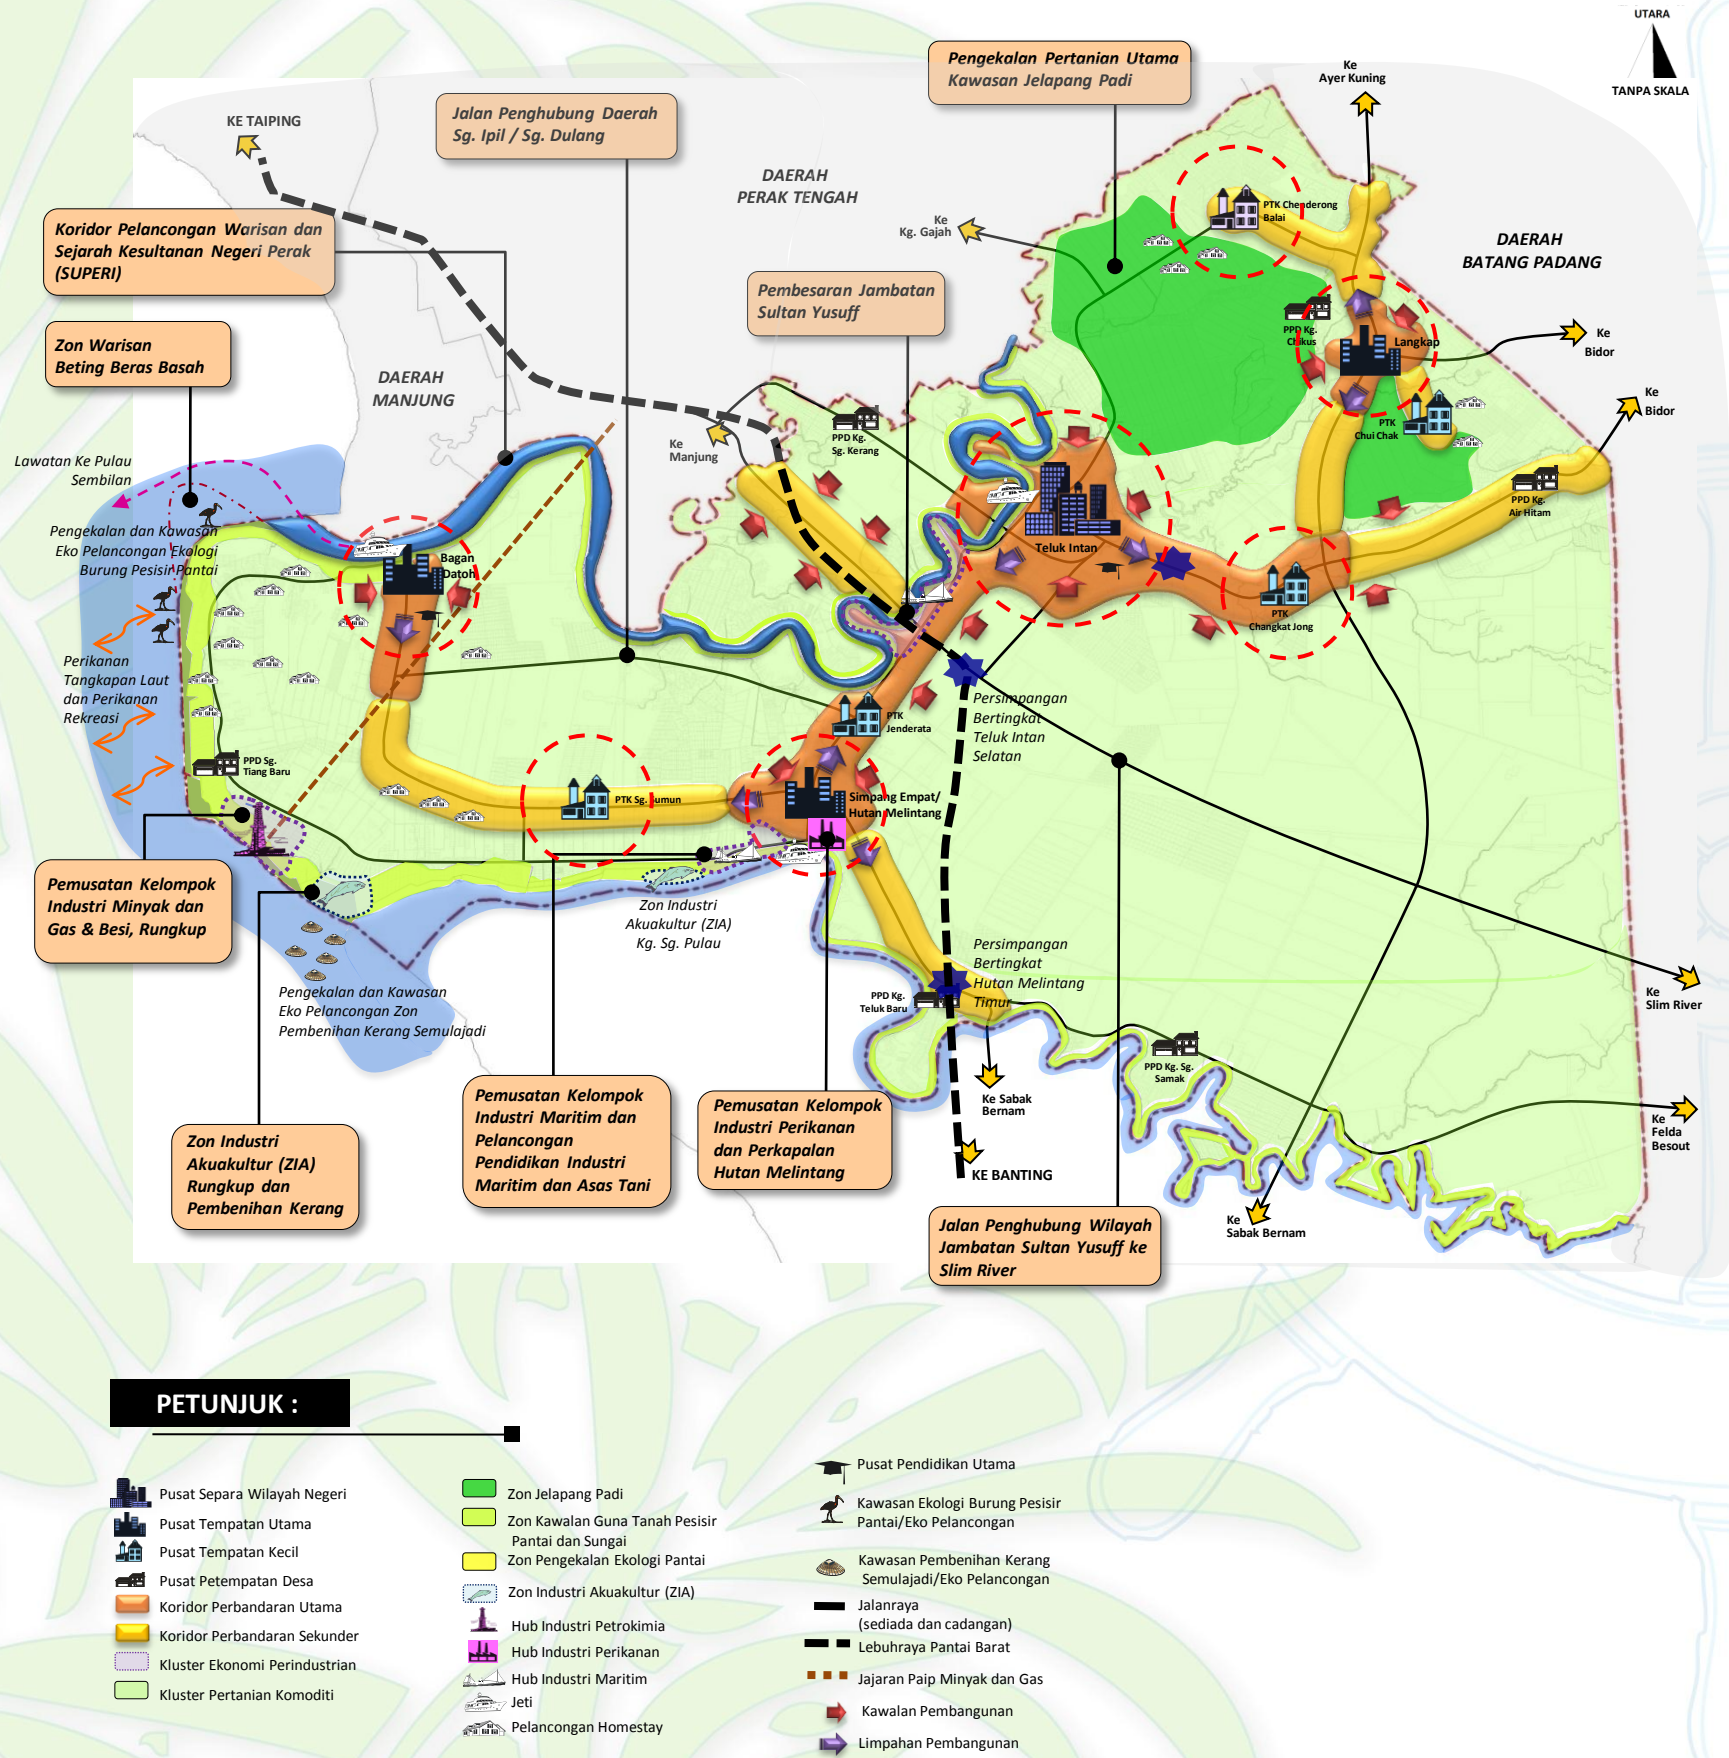 UTARA
TANPA SKALA
Pengekalan Pertanian Utama
Kawasan Jelapang Padi
Ke
Ayer Kuning
Jalan Penghubung Daerah
Sg. Ipil / Sg. Dulang
KE TAIPING
DAERAH
PERAK TENGAH
Koridor Pelancongan Warisan dan
Sejarah Kesultanan Negeri Perak
(SUPERI)
Ke
Kg. Gajah
PTK Chenderong
Balai
DAERAH
BATANG PADANG
Pembesaran Jambatan
Sultan Yusuff
Zon Warisan
Beting Beras Basah
DAERAH
MANJUNG
PPD Kg.
Chikus
Langkap
Ke
Bidor
Ke
Bidor
PTK
Chui Chak
Ke
Manjung
PPD Kg.
Sg. Kerang
Lawatan Ke Pulau
Sembilan
PPD Kg.
Air Hitam
Pengekalan dan Kawasan
Eko Pelancongan Ekologi
Burung Pesisir Pantai
Bagan
Datoh
Teluk Intan
PTK
Changkat Jong
Perikanan
Tangkapan Laut
dan Perikanan
Rekreasi
Persimpangan
Bertingkat
Teluk Intan
Selatan
PTK
Jenderata
PPD Sg.
Tiang Baru
PTK Sg. Sumun
Simpang Empat/
Hutan Melintang
Pemusatan Kelompok
Industri Minyak dan
Gas & Besi, Rungkup
Zon Industri
Akuakultur (ZIA)
Kg. Sg. Pulau
Persimpangan
Bertingkat
Hutan Melintang
Timur
PPD Kg.
Teluk Baru
Ke
Slim River
Pengekalan dan Kawasan
Eko Pelancongan Zon
Pembenihan Kerang Semulajadi
PPD Kg. Sg.
Samak
Ke Sabak
Bernam
Ke
Felda
Besout
KE BANTING
Zon Industri
Akuakultur (ZIA)
Rungkup dan
Pembenihan Kerang
Pemusatan Kelompok
Industri Maritim dan
Pelancongan
Pendidikan Industri
Maritim dan Asas Tani
Pemusatan Kelompok
Industri Perikanan
dan Perkapalan
Hutan Melintang
Jalan Penghubung Wilayah
Jambatan Sultan Yusuff ke
Slim River
Ke
Sabak Bernam
PETUNJUK :
Pusat Separa Wilayah Negeri
Pusat Tempatan Utama
Pusat Tempatan Kecil
Pusat Petempatan Desa
Koridor Perbandaran Utama
Koridor Perbandaran Sekunder
Kluster Ekonomi Perindustrian
Kluster Pertanian Komoditi
Zon Jelapang Padi
Zon Kawalan Guna Tanah Pesisir
Pantai dan Sungai
Zon Pengekalan Ekologi Pantai
Zon Industri Akuakultur (ZIA)
Hub Industri Petrokimia
Hub Industri Perikanan
Hub Industri Maritim
Jeti
Pelancongan Homestay
Pusat Pendidikan Utama
Kawasan Ekologi Burung Pesisir
Pantai/Eko Pelancongan
Kawasan Pembenihan Kerang
Semulajadi/Eko Pelancongan
Jalanraya
(sediada dan cadangan)
Lebuhraya Pantai Barat
Jajaran Paip Minyak dan Gas
Kawalan Pembangunan
Limpahan Pembangunan